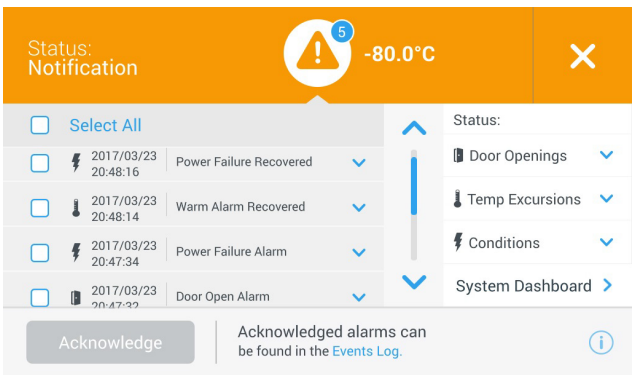 Status:
Notification
5
-80.0°C
Select All
2017/03/23
20:48:16
Power Failure Recovered
2017/03/23
20:48:14
Warm Alarm Recovered
2017/03/23
20:47:34
Power Failure Alarm
2017/03/23
20:47:32
Door Open Alarm
Status:
Door Openings
Temp Excursions
Conditions
System Dashboard
Acknowledge
Acknowledged alarms can
be found in the Events Log.